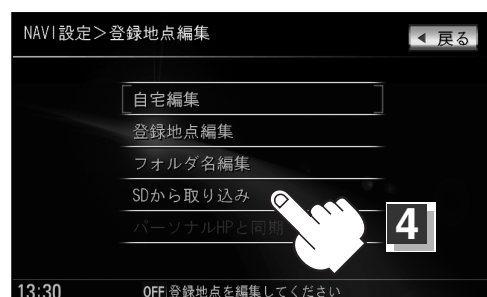 NAVI設定＞登録地点編集
◀ 戻る
自宅編集
登録地点編集
フォルダ名編集
SDから取り込み
パーソナルHPと同期
4
13:30 OFF 登録地点を編集してください